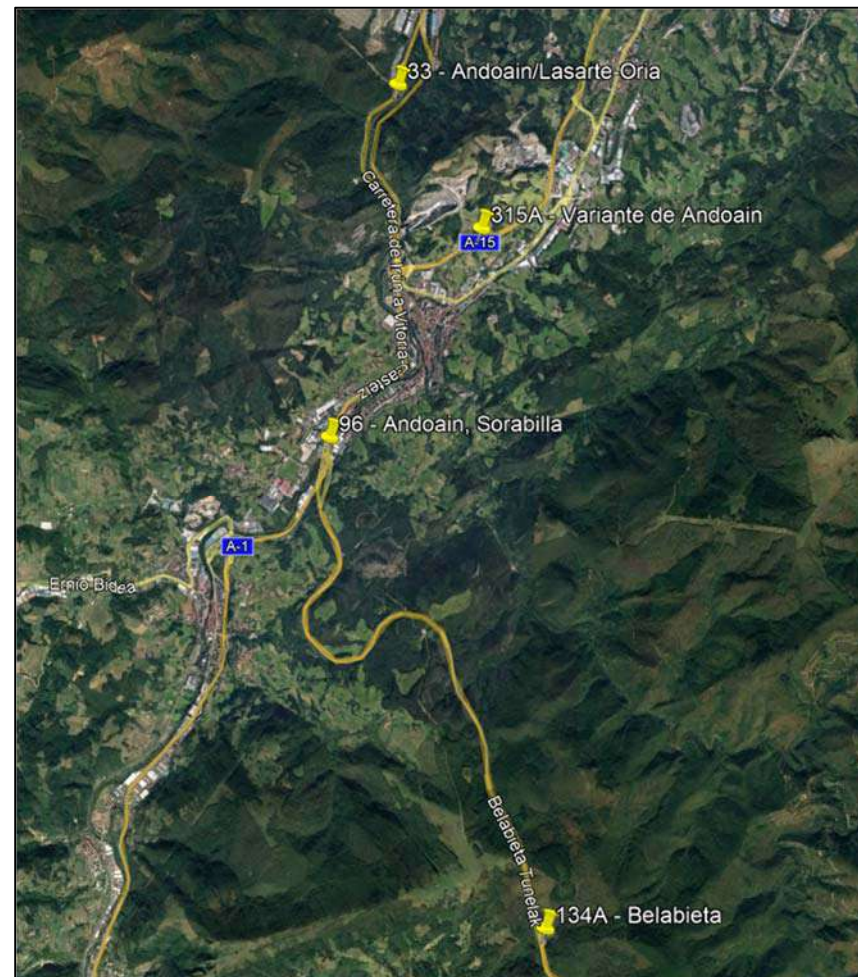 33 - Andoain/Lasarte-Oria
315A - Variante de Andoain
A-15
Carretera de Irun a Vitoria-Gasteiz
96 - Andoain, Sorabilla
A-1
Ernio Bidea
Belabieta Tunelak
134A - Belabieta